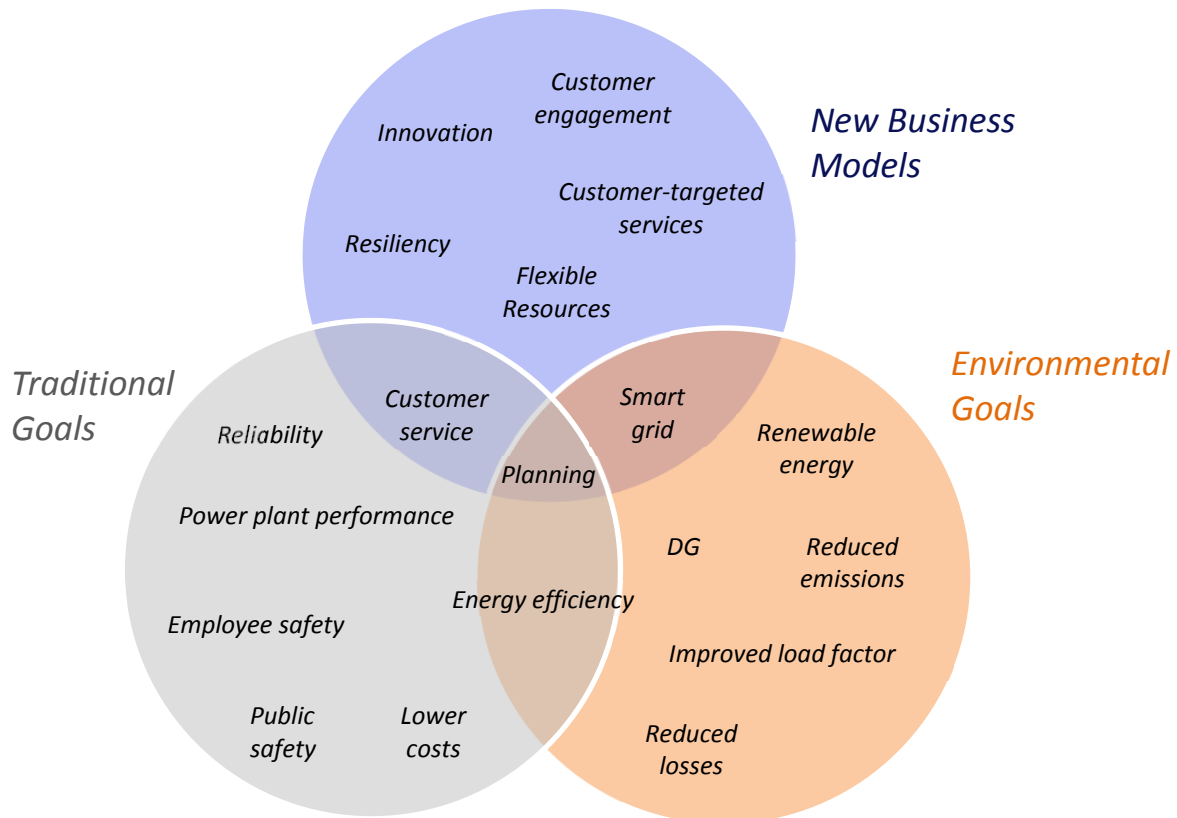 Customer
engagement
Innovation
New Business
Models
Customer-targeted
services
Resiliency
Flexible
Resources
Traditional
Goals
Environmental
Goals
Customer
service
Smart
grid
Reliability
Renewable
energy
Planning
Power plant performance
DG
Reduced
emissions
Energy efficiency
Employee safety
Improved load factor
Public
safety
Lower
costs
Reduced
losses